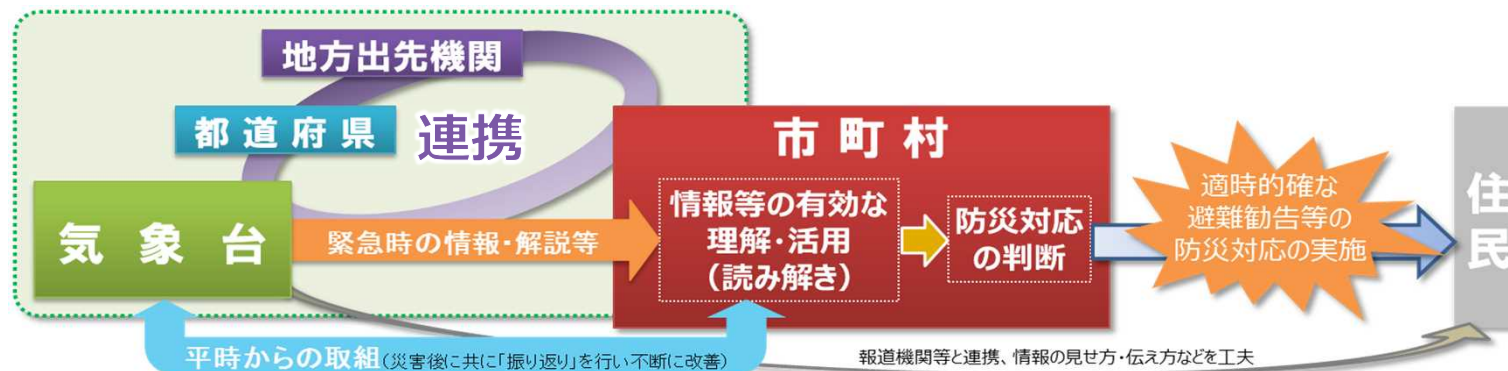 地方出先機関
都道府県
連携
気象台
緊急時の情報・解説等
市町村
情報等の有効な
理解・活用
（読み解き）
防災対応
の判断
適時的確な
避難勧告等の
防災対応の実施
住民
平時からの取組（災害後に共に「振り返り」を行い不断に改善）
報道機関等と連携、情報の見せ方・伝え方などを工夫